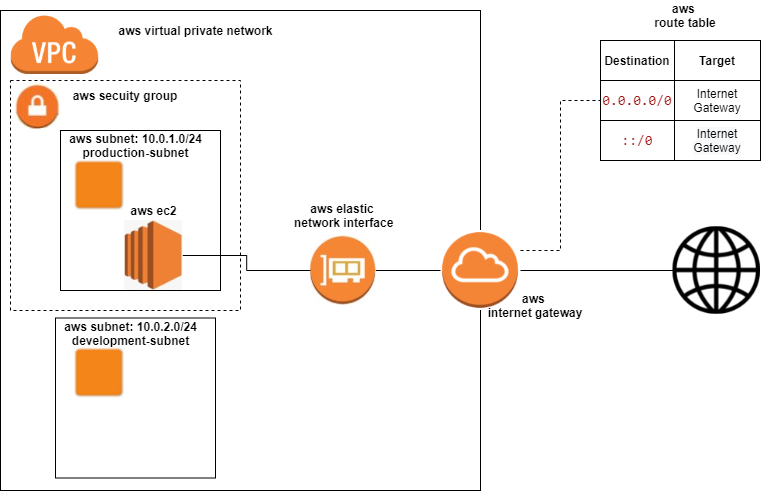 aws virtual private network
VPC
aws secuity group
aws subnet: 10.0.1.0/24
production-subnet
aws ec2
aws elastic
network interface
aws
internet gateway
aws subnet: 10.0.2.0/24
development-subnet
aws
route table
Destination Target
0.0.0.0/0 Internet
Gateway
::/0 Internet
Gateway